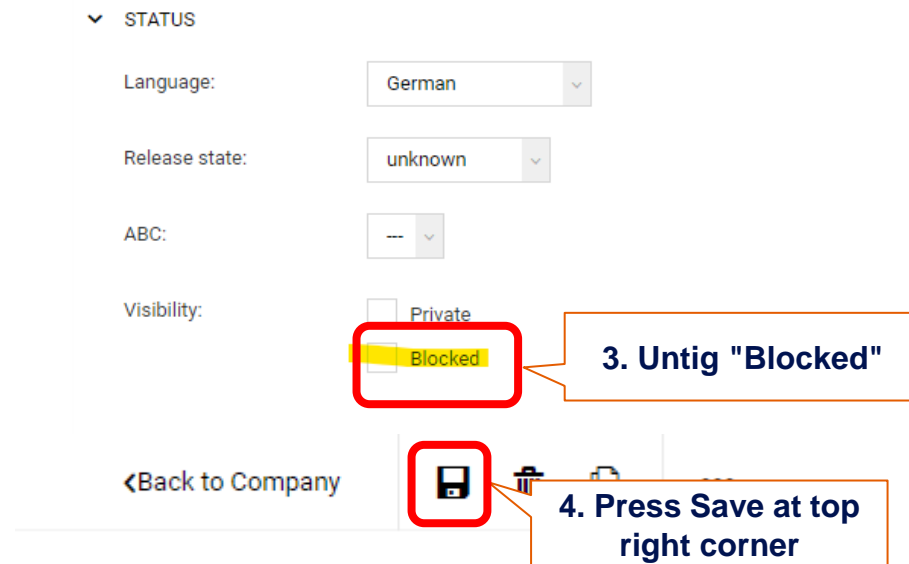 STATUS
Language: German
Release state: unknown
ABC: ---
Visibility: Private
Blocked
3. Untig "Blocked"
<Back to Company
4. Press Save at top
right corner